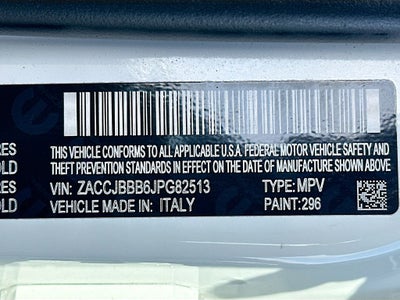 THIS VEHICLE CONFORMS TO ALL APPLICABLE U.S.A. FEDERAL MOTOR VEHICLE SAFETY AND
RES THEFT PREVENTION STANDARDS IN EFFECT ON THE DATE OF MANUFACTURE SHOWN ABOVE
OLD
RES VIN: ZACCJBBB6JPG82513 TYPE: MPV
OLD VEHICLE MADE IN: ITALY PAINT: 296